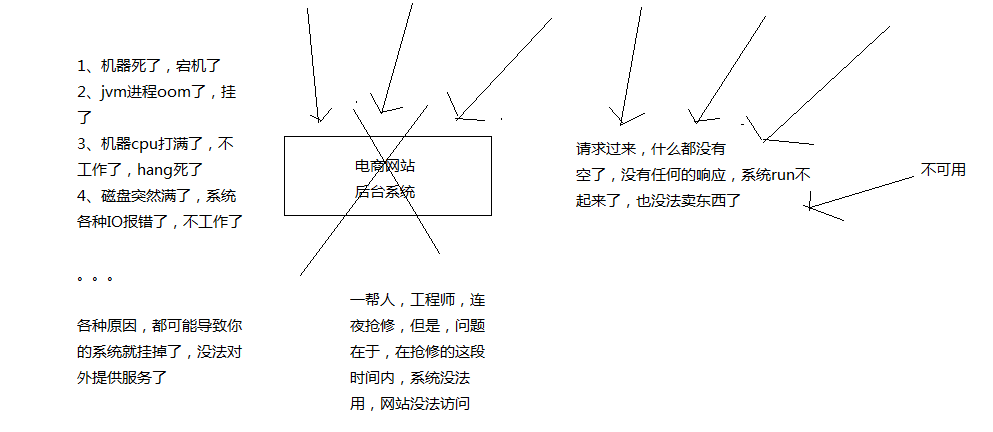 1、机器死了，宕机了
2、jvm进程oom了，挂
了
3、机器cpu打满了，不
工作了，hang死了
4、磁盘突然满了，系统
各种IO报错了，不工作了
。。。
各种原因，都可能导致你
的系统就挂掉了，没法对
外提供服务了
电商网站
后台系统
一帮人，工程师，连
夜抢修，但是，问题
在于，在抢修的这段
时间内，系统没法
用，网站没法访问
请求过来，什么都没有
空了，没有任何的响应，系统run不
起来了，也没法卖东西了
不可用